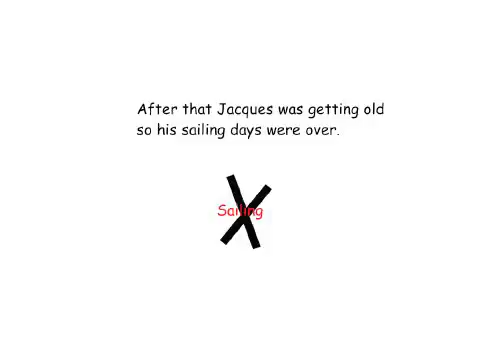 After that Jacques was getting old
so his sailing days were over.
Sailing